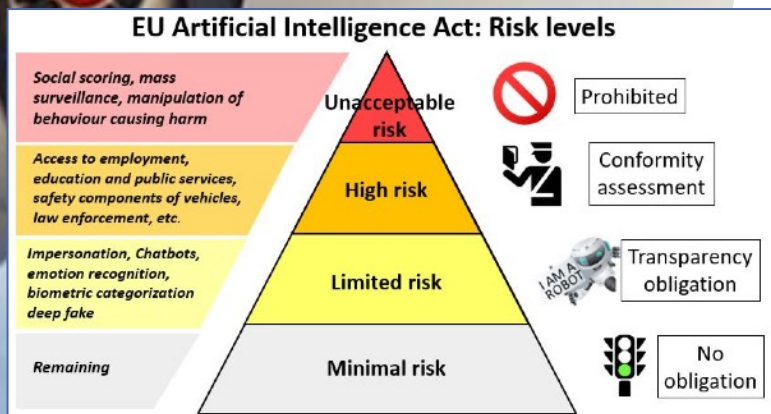 EU Artificial Intelligence Act: Risk levels
Social scoring, mass
surveillance, manipulation of
behaviour causing harm
Unacceptable
risk
Prohibited
Access to employment,
education and public services,
safety components of vehicles,
law enforcement, etc.
High risk
Conformity
assessment
Impersonation, Chatbots,
emotion recognition,
biometric categorization
deep fake
Limited risk
I AM A
ROBOT
Transparency
obligation
Remaining
Minimal risk
No
obligation